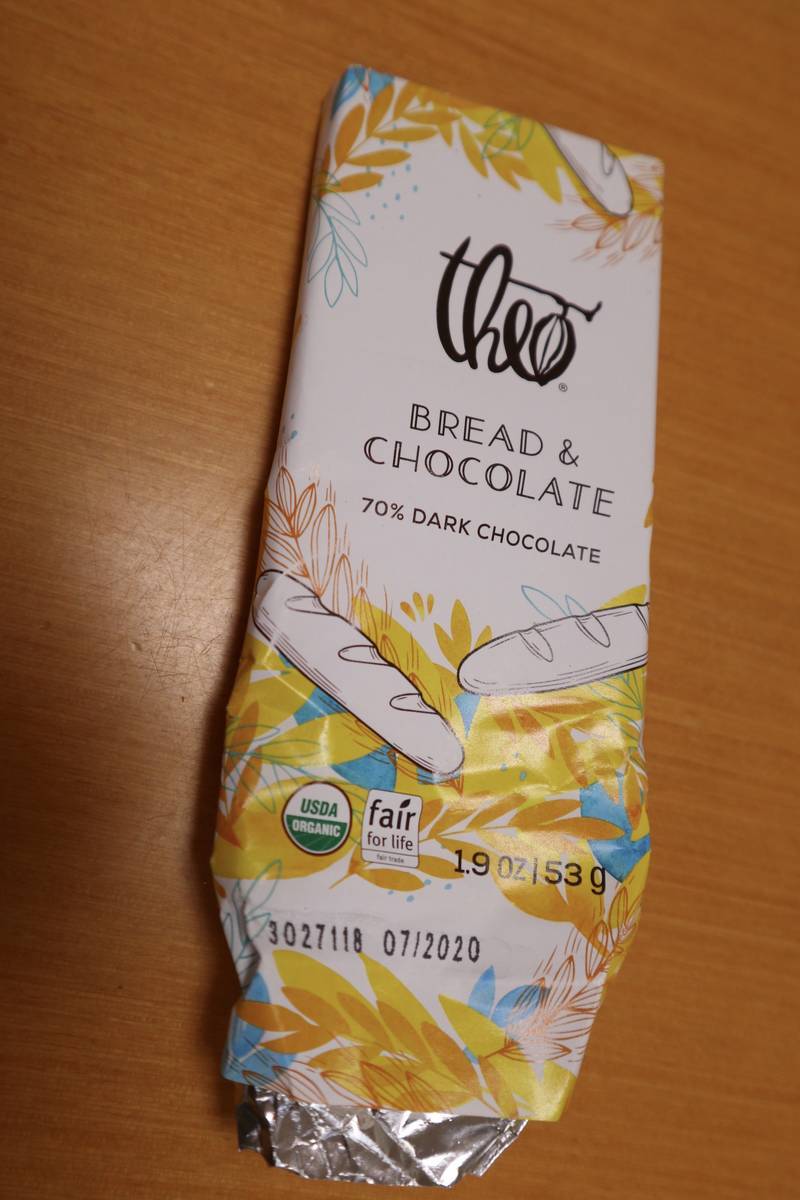 theo®
BREAD &
CHOCOLATE
70% DARK CHOCOLATE
USDA
ORGANIC
fair
for life
fair trade
1.9 oz | 53 g
3027118 07/2020